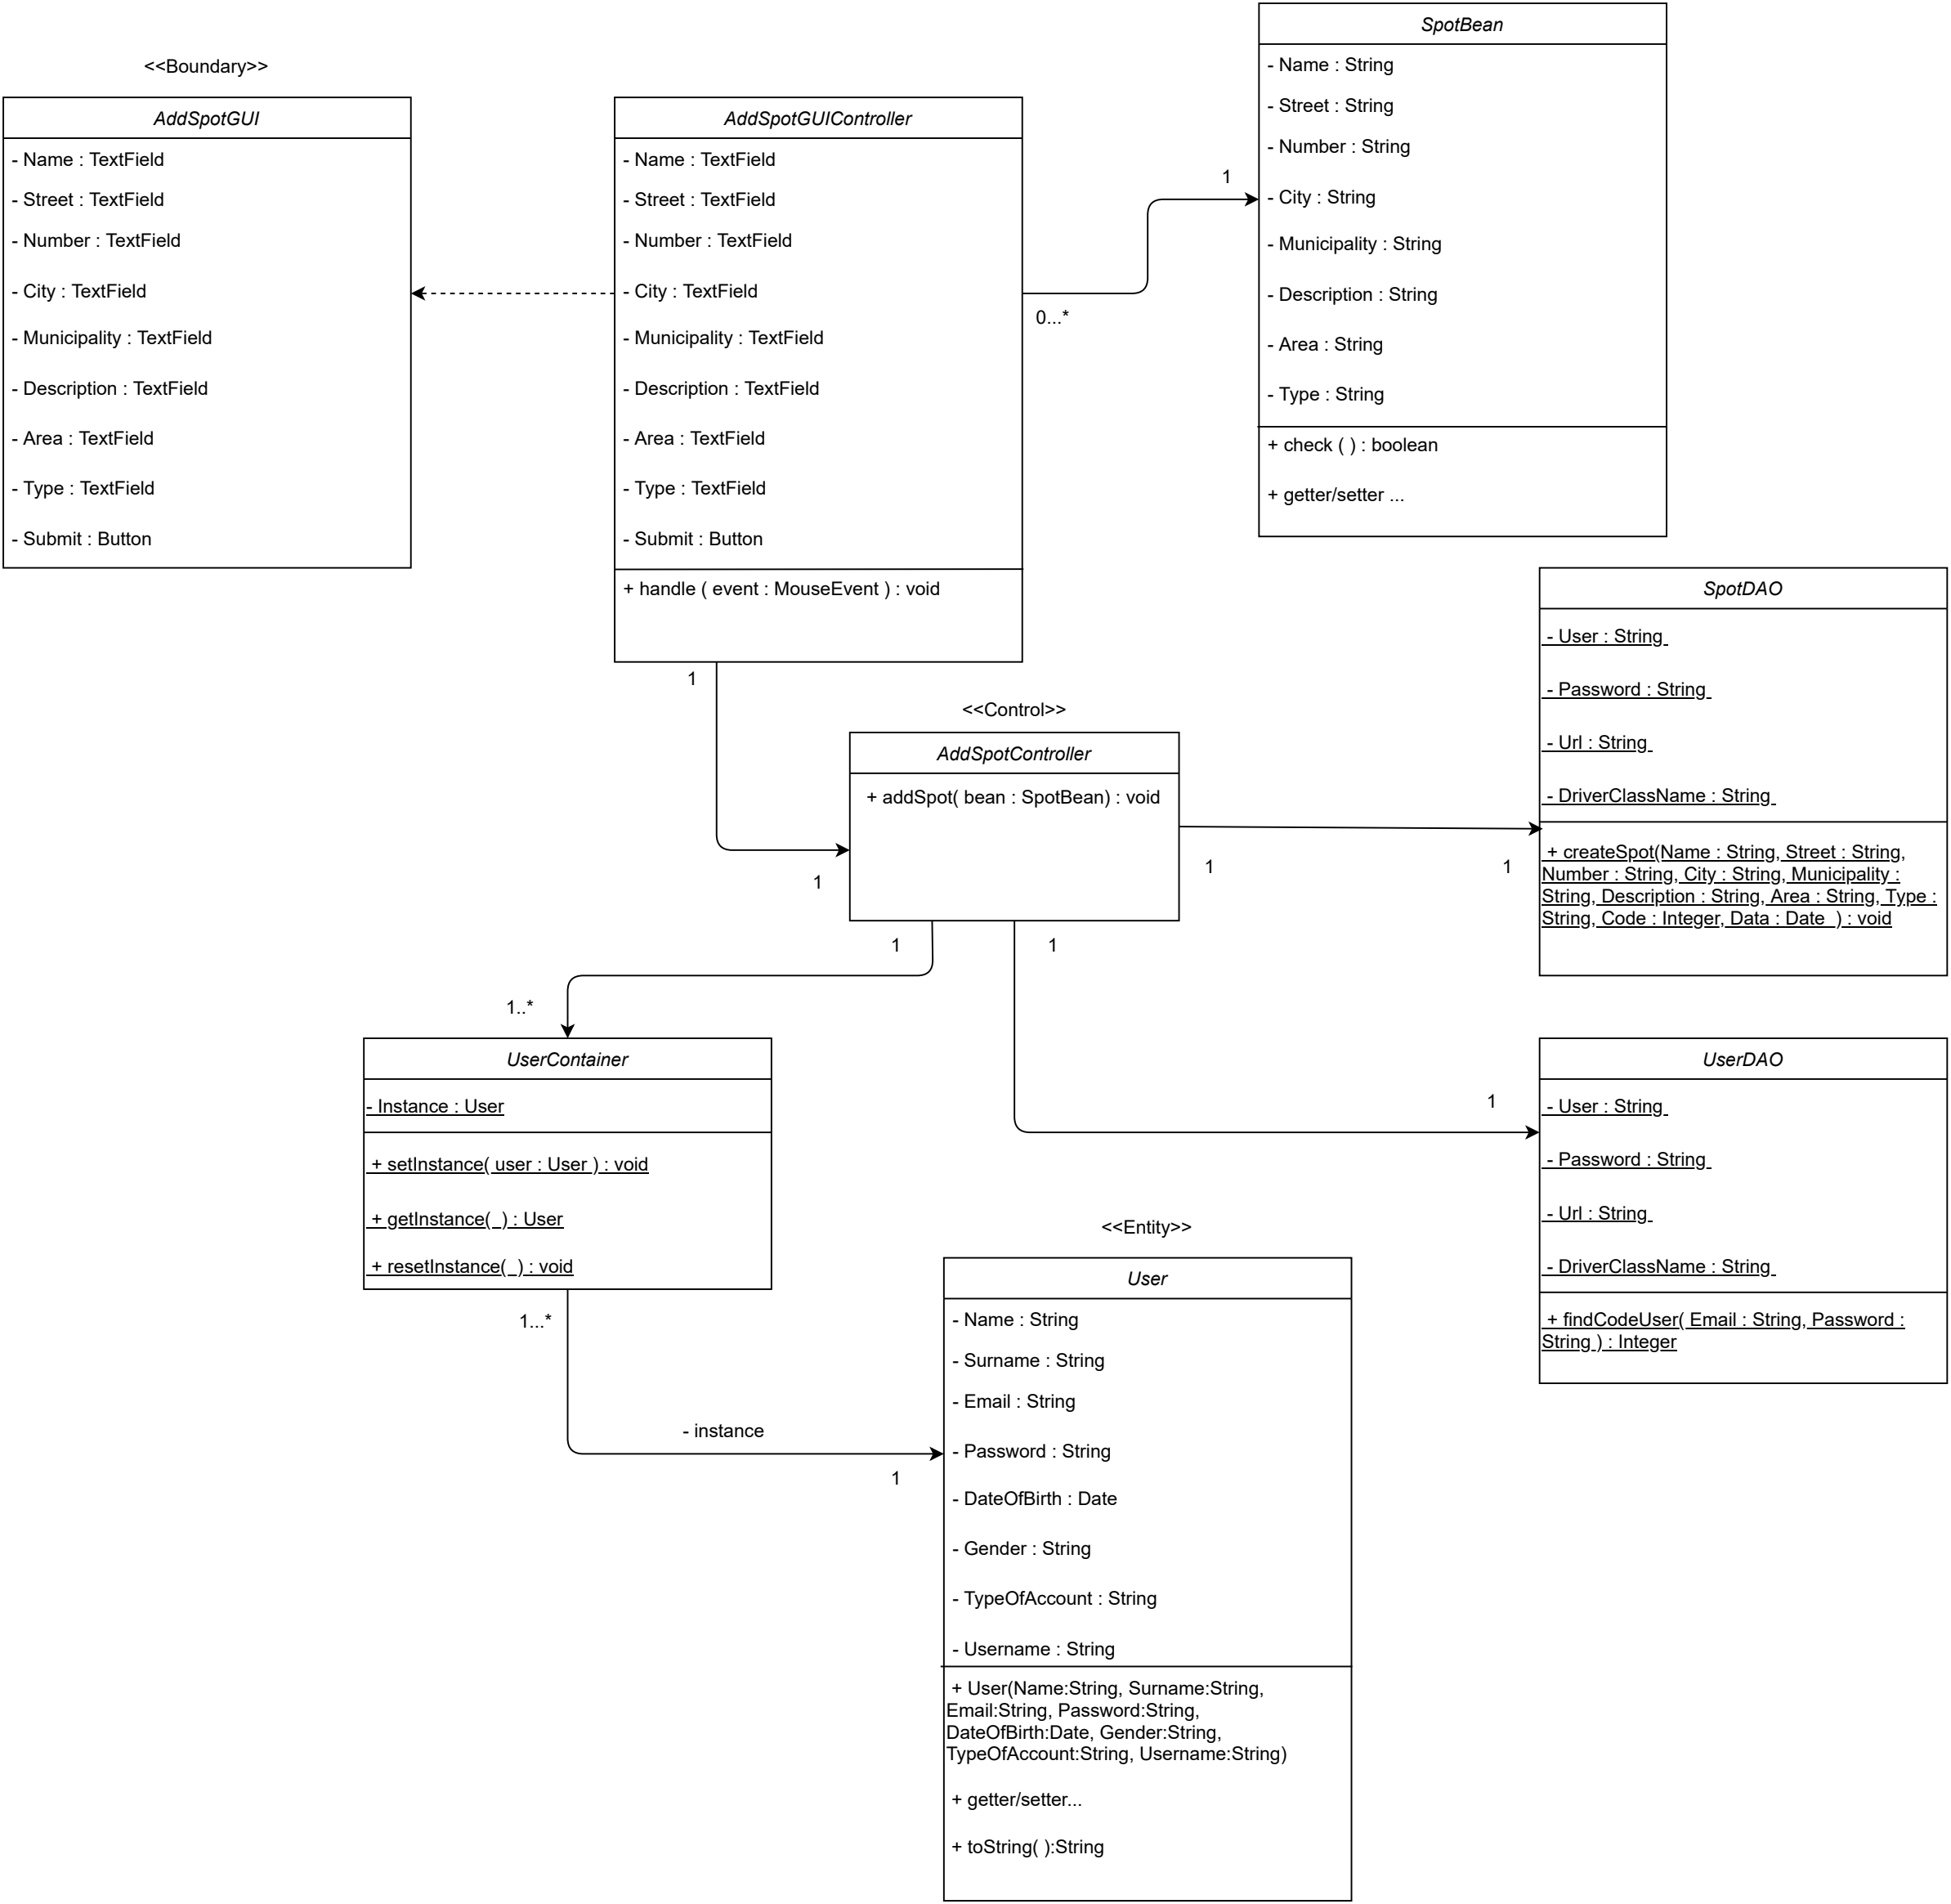 <<Boundary>>
AddSpotGUI
- Name : TextField
- Street : TextField
- Number : TextField
- City : TextField
- Municipality : TextField
- Description : TextField
- Area : TextField
- Type : TextField
- Submit : Button
AddSpotGUIController
- Name : TextField
- Street : TextField
- Number : TextField
- City : TextField
- Municipality : TextField
- Description : TextField
- Area : TextField
- Type : TextField
- Submit : Button
+ handle ( event : MouseEvent ) : void
1
0...*
SpotBean
- Name : String
- Street : String
- Number : String
- City : String
- Municipality : String
- Description : String
- Area : String
- Type : String
+ check ( ) : boolean
+ getter/setter ...
1
1
<<Control>>
AddSpotController
+ addSpot( bean : SpotBean) : void
1
1
SpotDAO
- User : String
- Password : String
- Url : String
- DriverClassName : String
+ createSpot(Name : String, Street : String,
Number : String, City : String, Municipality :
String, Description : String, Area : String, Type :
String, Code : Integer, Data : Date  ) : void
1
1
1..*
UserContainer
- Instance : User
+ setInstance( user : User ) : void
+ getInstance(  ) : User
+ resetInstance(  ) : void
1
UserDAO
- User : String
- Password : String
- Url : String
- DriverClassName : String
+ findCodeUser( Email : String, Password :
String ) : Integer
1...*
- instance
1
<<Entity>>
User
- Name : String
- Surname : String
- Email : String
- Password : String
- DateOfBirth : Date
- Gender : String
- TypeOfAccount : String
- Username : String
+ User(Name:String, Surname:String,
Email:String, Password:String,
DateOfBirth:Date, Gender:String,
TypeOfAccount:String, Username:String)
+ getter/setter...
+ toString( ):String